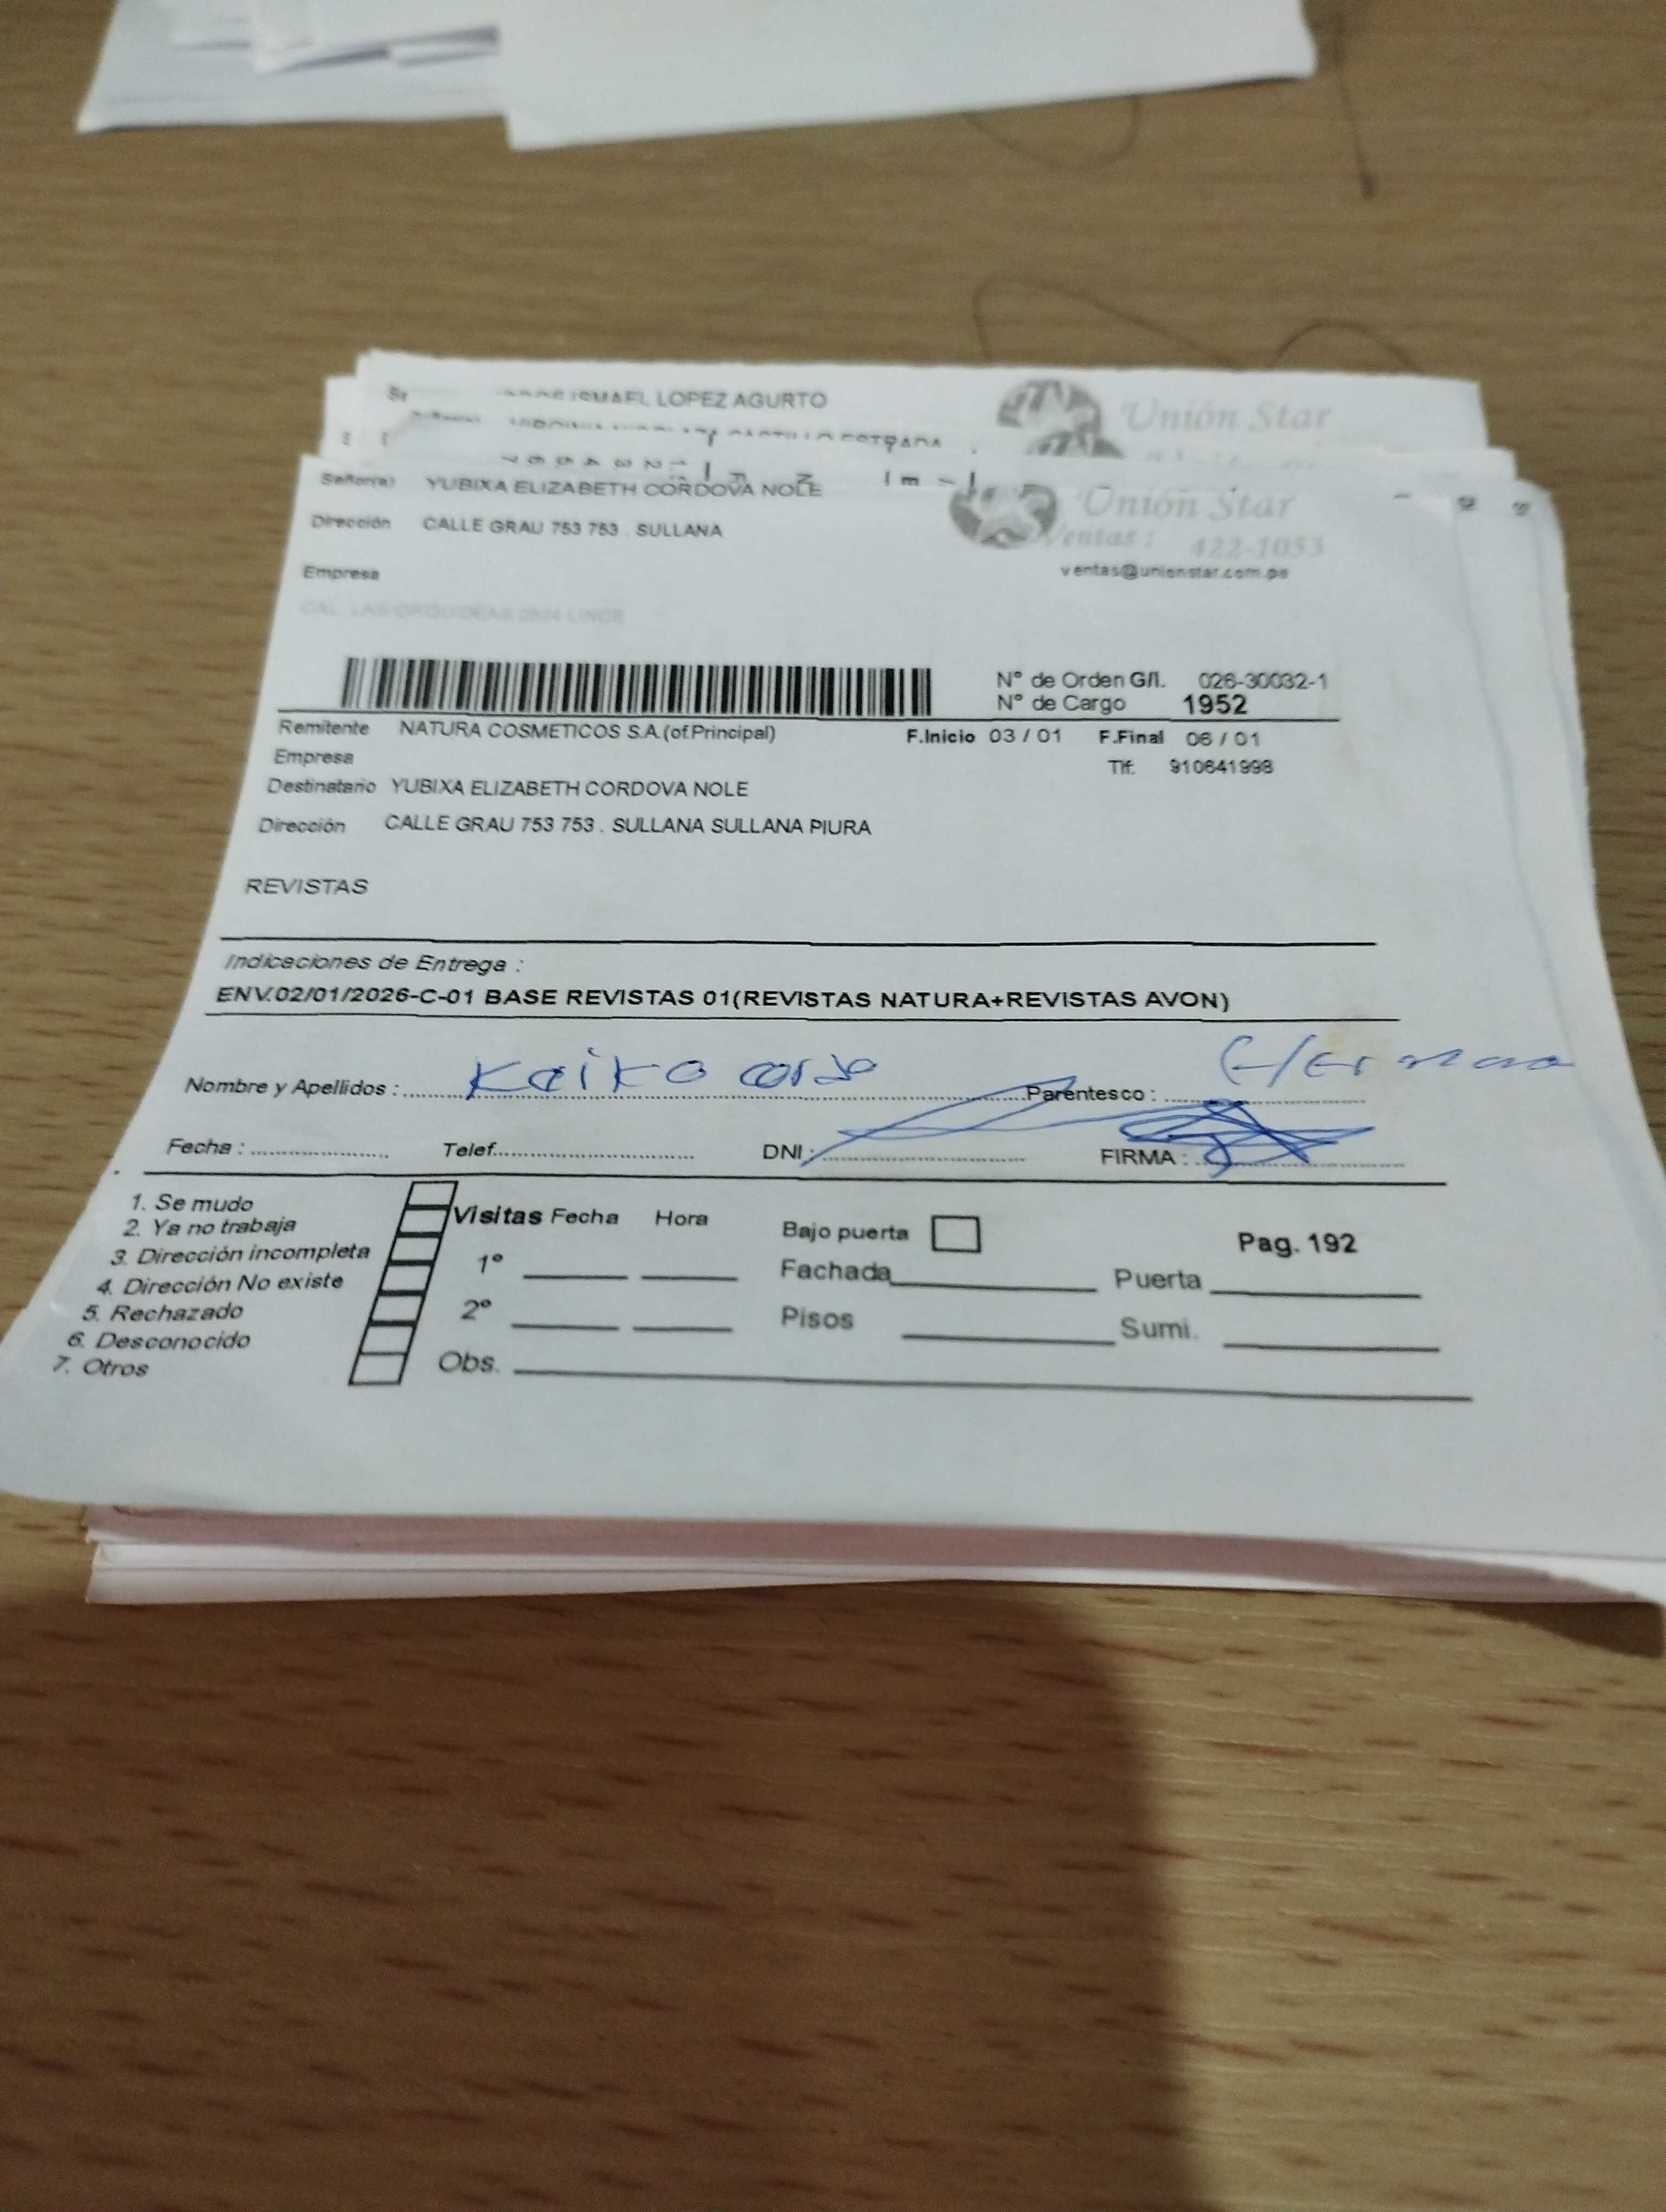 ISMAEL LOPEZ AGURTO
Unión Star
Señor(a) YUBIXA ELIZABETH CORDOVA NOLE
Unión Star
Dirección CALLE GRAU 753 753 . SULLANA
Ventas : 422-1053
Empresa
ventas@unionstar.com.pe
CAL. LAS ORQUIDEAS 2604 LINCE
N° de Orden G/I. 026-30032-1
N° de Cargo 1952
Remitente NATURA COSMETICOS S.A.(of.Principal) F.Inicio 03 / 01 F.Final 06 / 01
Empresa Tlf: 910641998
Destinatario YUBIXA ELIZABETH CORDOVA NOLE
Dirección CALLE GRAU 753 753 . SULLANA SULLANA PIURA
REVISTAS
Indicaciones de Entrega :
ENV.02/01/2026-C-01 BASE REVISTAS 01(REVISTAS NATURA+REVISTAS AVON)
Nombre y Apellidos : Keiko Parentesco :
Fecha : Telef. DNI : FIRMA :
1. Se mudo
2. Ya no trabaja
3. Dirección incompleta
4. Dirección No existe
5. Rechazado
6. Desconocido
7. Otros
Visitas Fecha Hora
1°
2°
Obs.
Bajo puerta
Fachada
Pisos
Pag. 192
Puerta
Sumi.